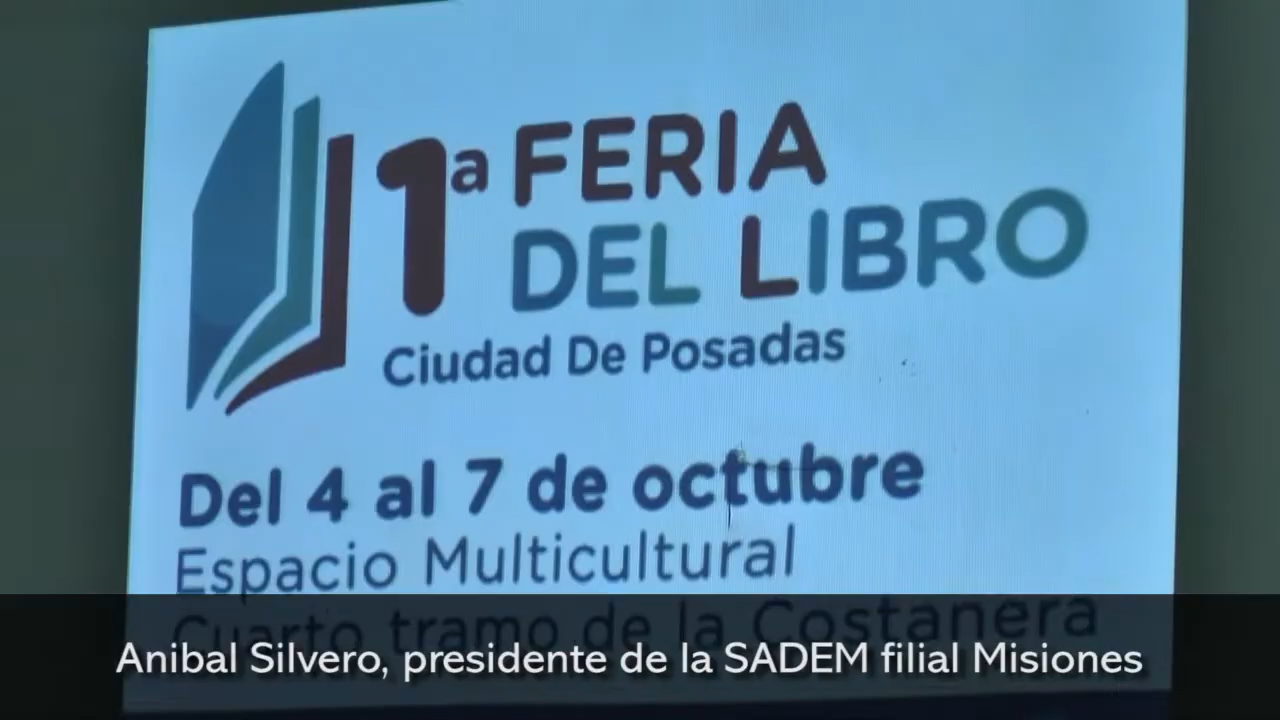 1ª FERIA
DEL LIBRO
Ciudad De Posadas
Del 4 al 7 de octubre
Espacio Multicultural
Cuarto tramo de la Costanera
Anibal Silvero, presidente de la SADEM filial Misiones